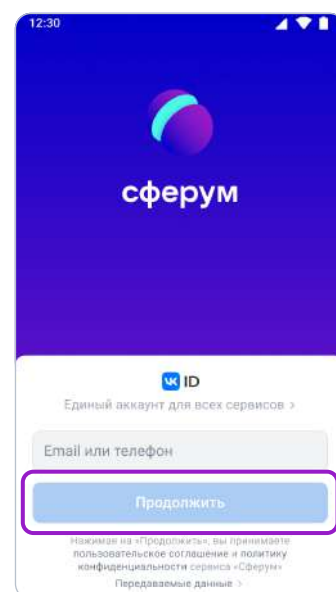 12:30
сферум
VK ID
Единый аккаунт для всех сервисов >
Email или телефон
Продолжить
Нажимая на «Продолжить», вы принимаете
пользовательское соглашение и политику
конфиденциальности сервиса «Сферум»
Передаваемые данные >